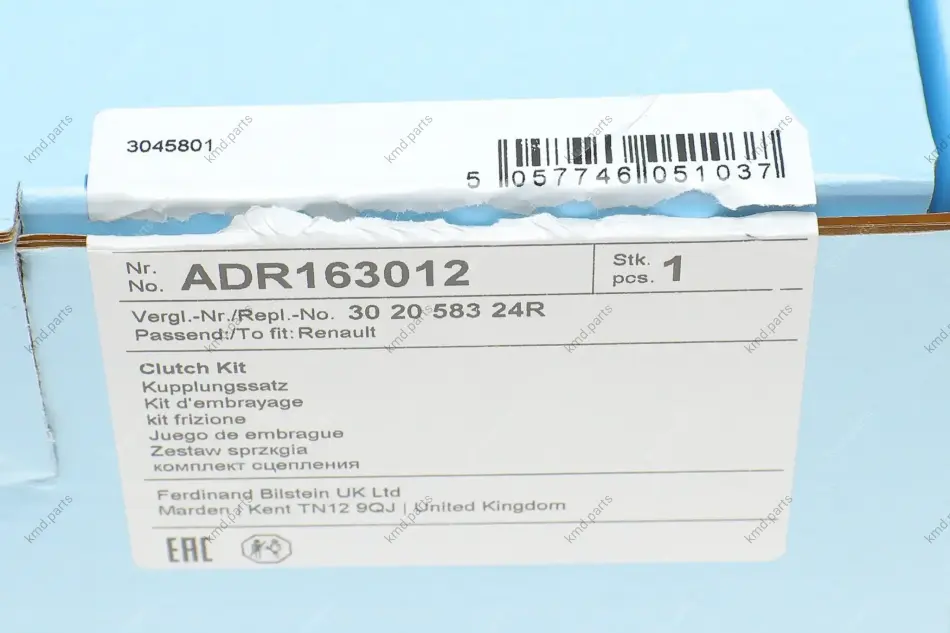 3045801
5 057746 051037
Nr.
No. ADR163012
Stk.
pcs. 1
Vergl.-Nr./Repl.-No. 30 20 583 24R
Passend:/To fit: Renault
Clutch Kit
Kupplungssatz
Kit d'embrayage
kit frizione
Juego de embrague
Zestaw sprzкgia
комплект сцепления
Ferdinand Bilstein UK Ltd
Marden / Kent TN12 9QJ | United Kingdom
EAC
kmd.parts